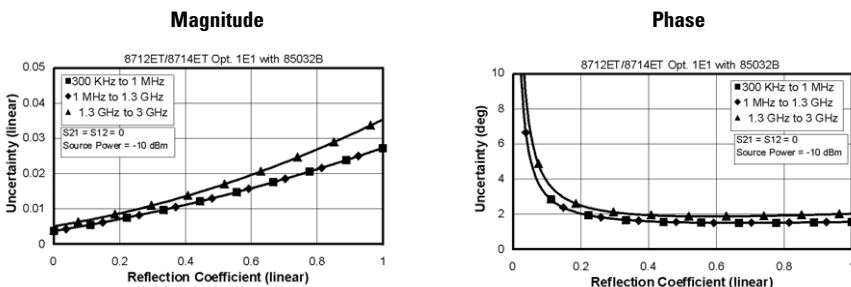 Magnitude
8712ET/8714ET Opt. 1E1 with 85032B
0.05
0.04
0.03
0.02
0.01
0
Uncertainty (linear)
300 KHz to 1 MHz
1 MHz to 1.3 GHz
1.3 GHz to 3 GHz
S21 = S12 = 0
Source Power = -10 dBm
0 0.2 0.4 0.6 0.8 1
Reflection Coefficient (linear)
Phase
8712ET/8714ET Opt. 1E1 with 85032B
10
8
6
4
2
0
Uncertainty (deg)
300 KHz to 1 MHz
1 MHz to 1.3 GHz
1.3 GHz to 3 GHz
S21 = S12 = 0
Source Power = -10 dBm
0 0.2 0.4 0.6 0.8 1
Reflection Coefficient (linear)